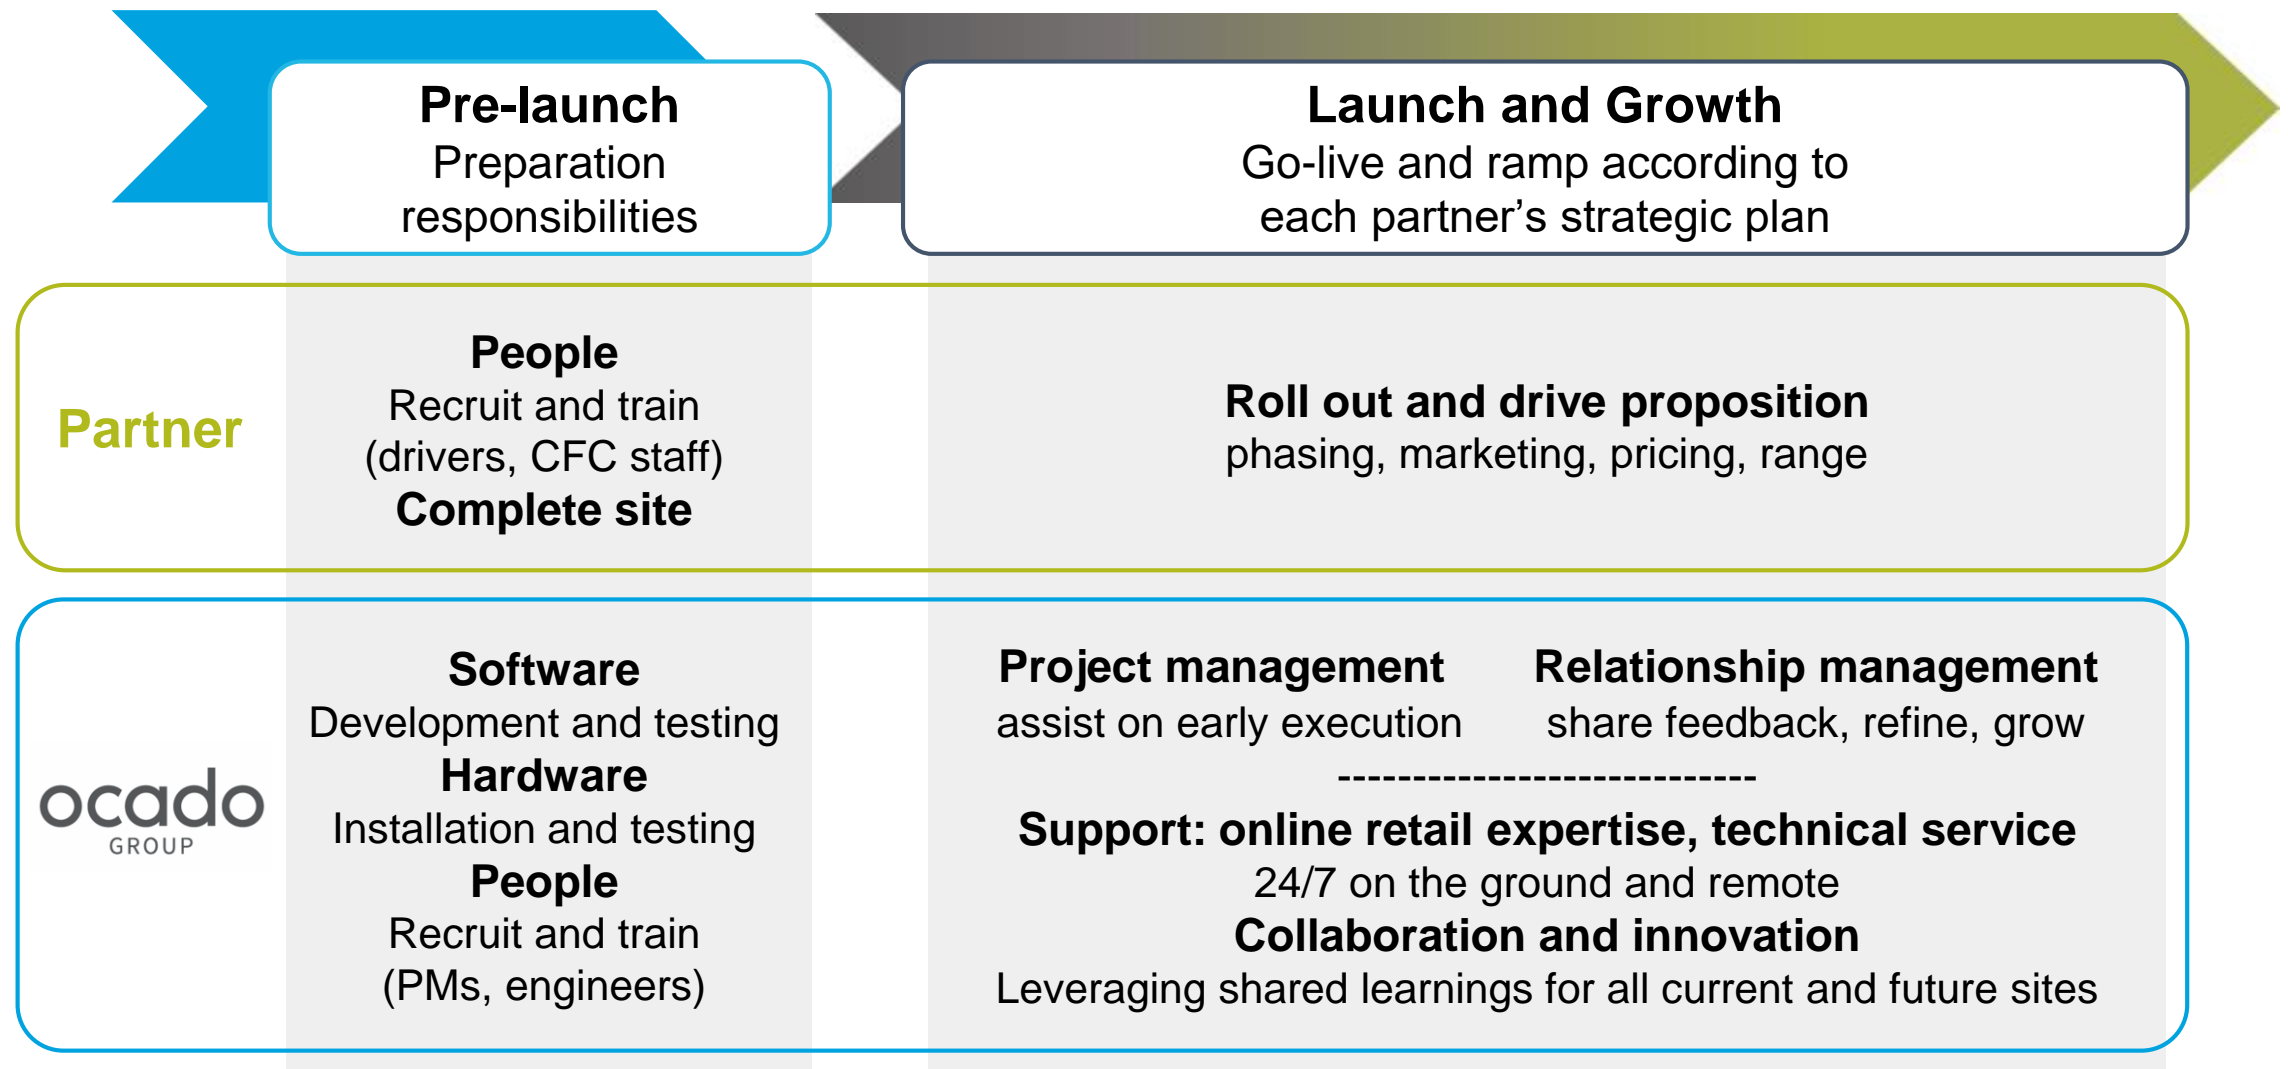 Pre-launch
Preparation
responsibilities
Launch and Growth
Go-live and ramp according to
each partner’s strategic plan
Partner
People
Recruit and train
(drivers, CFC staff)
Complete site
Roll out and drive proposition
phasing, marketing, pricing, range
ocado
GROUP
Software
Development and testing
Hardware
Installation and testing
People
Recruit and train
(PMs, engineers)
Project management
assist on early execution
Relationship management
share feedback, refine, grow
----------------------------
Support: online retail expertise, technical service
24/7 on the ground and remote
Collaboration and innovation
Leveraging shared learnings for all current and future sites